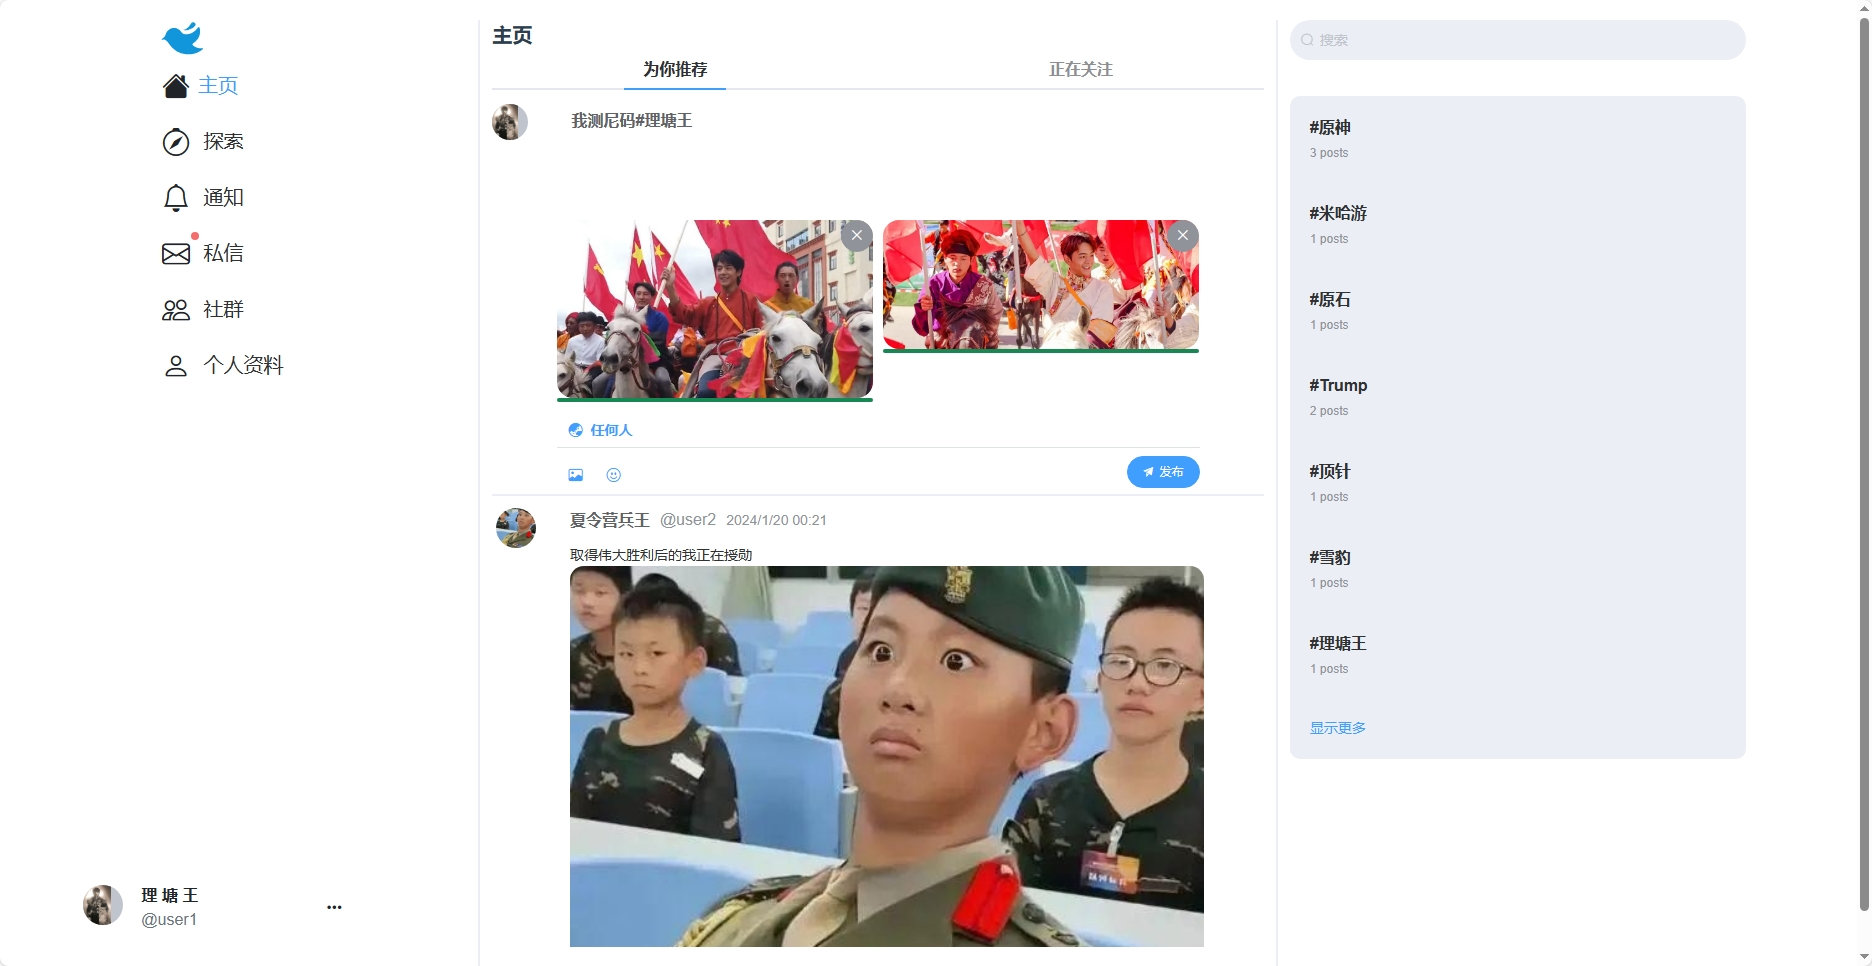 主页
探索
通知
私信
社群
个人资料
理 塘 王
@user1
主页
为你推荐
正在关注
我测尼码#理塘王
任何人
发布
夏令营兵王 @user2 2024/1/20 00:21
取得伟大胜利后的我正在授勋
搜索
#原神
3 posts
#米哈游
1 posts
#原石
1 posts
#Trump
2 posts
#顶针
1 posts
#雪豹
1 posts
#理塘王
1 posts
显示更多